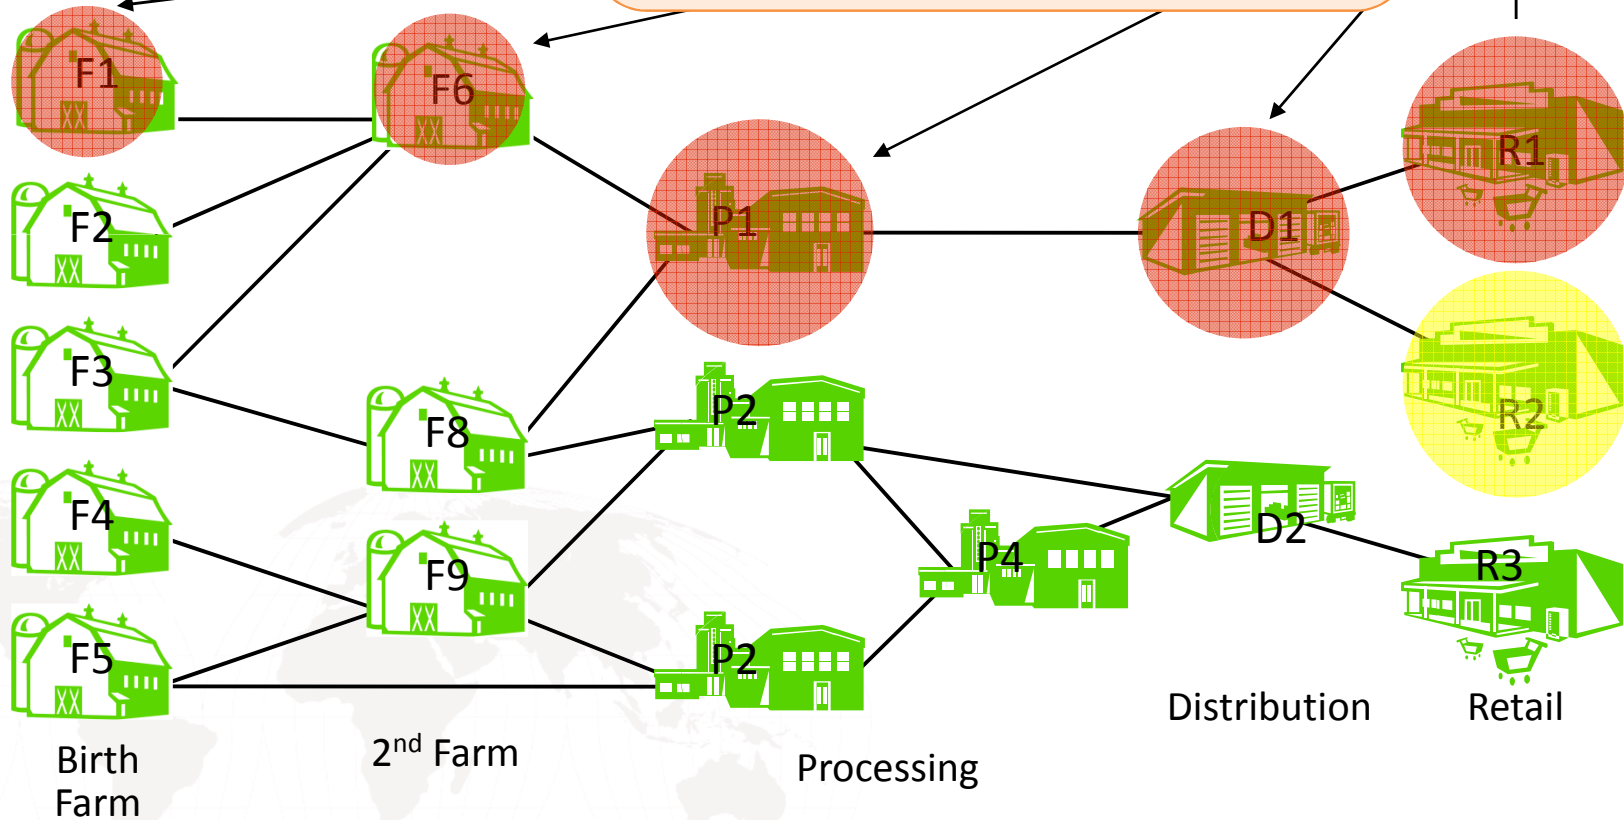 F1
F6
R1
F2
P1
D1
F3
F8
P2
R2
F4
F9
P4
D2
R3
F5
P2
Distribution
Retail
Birth
Farm
2nd Farm
Processing